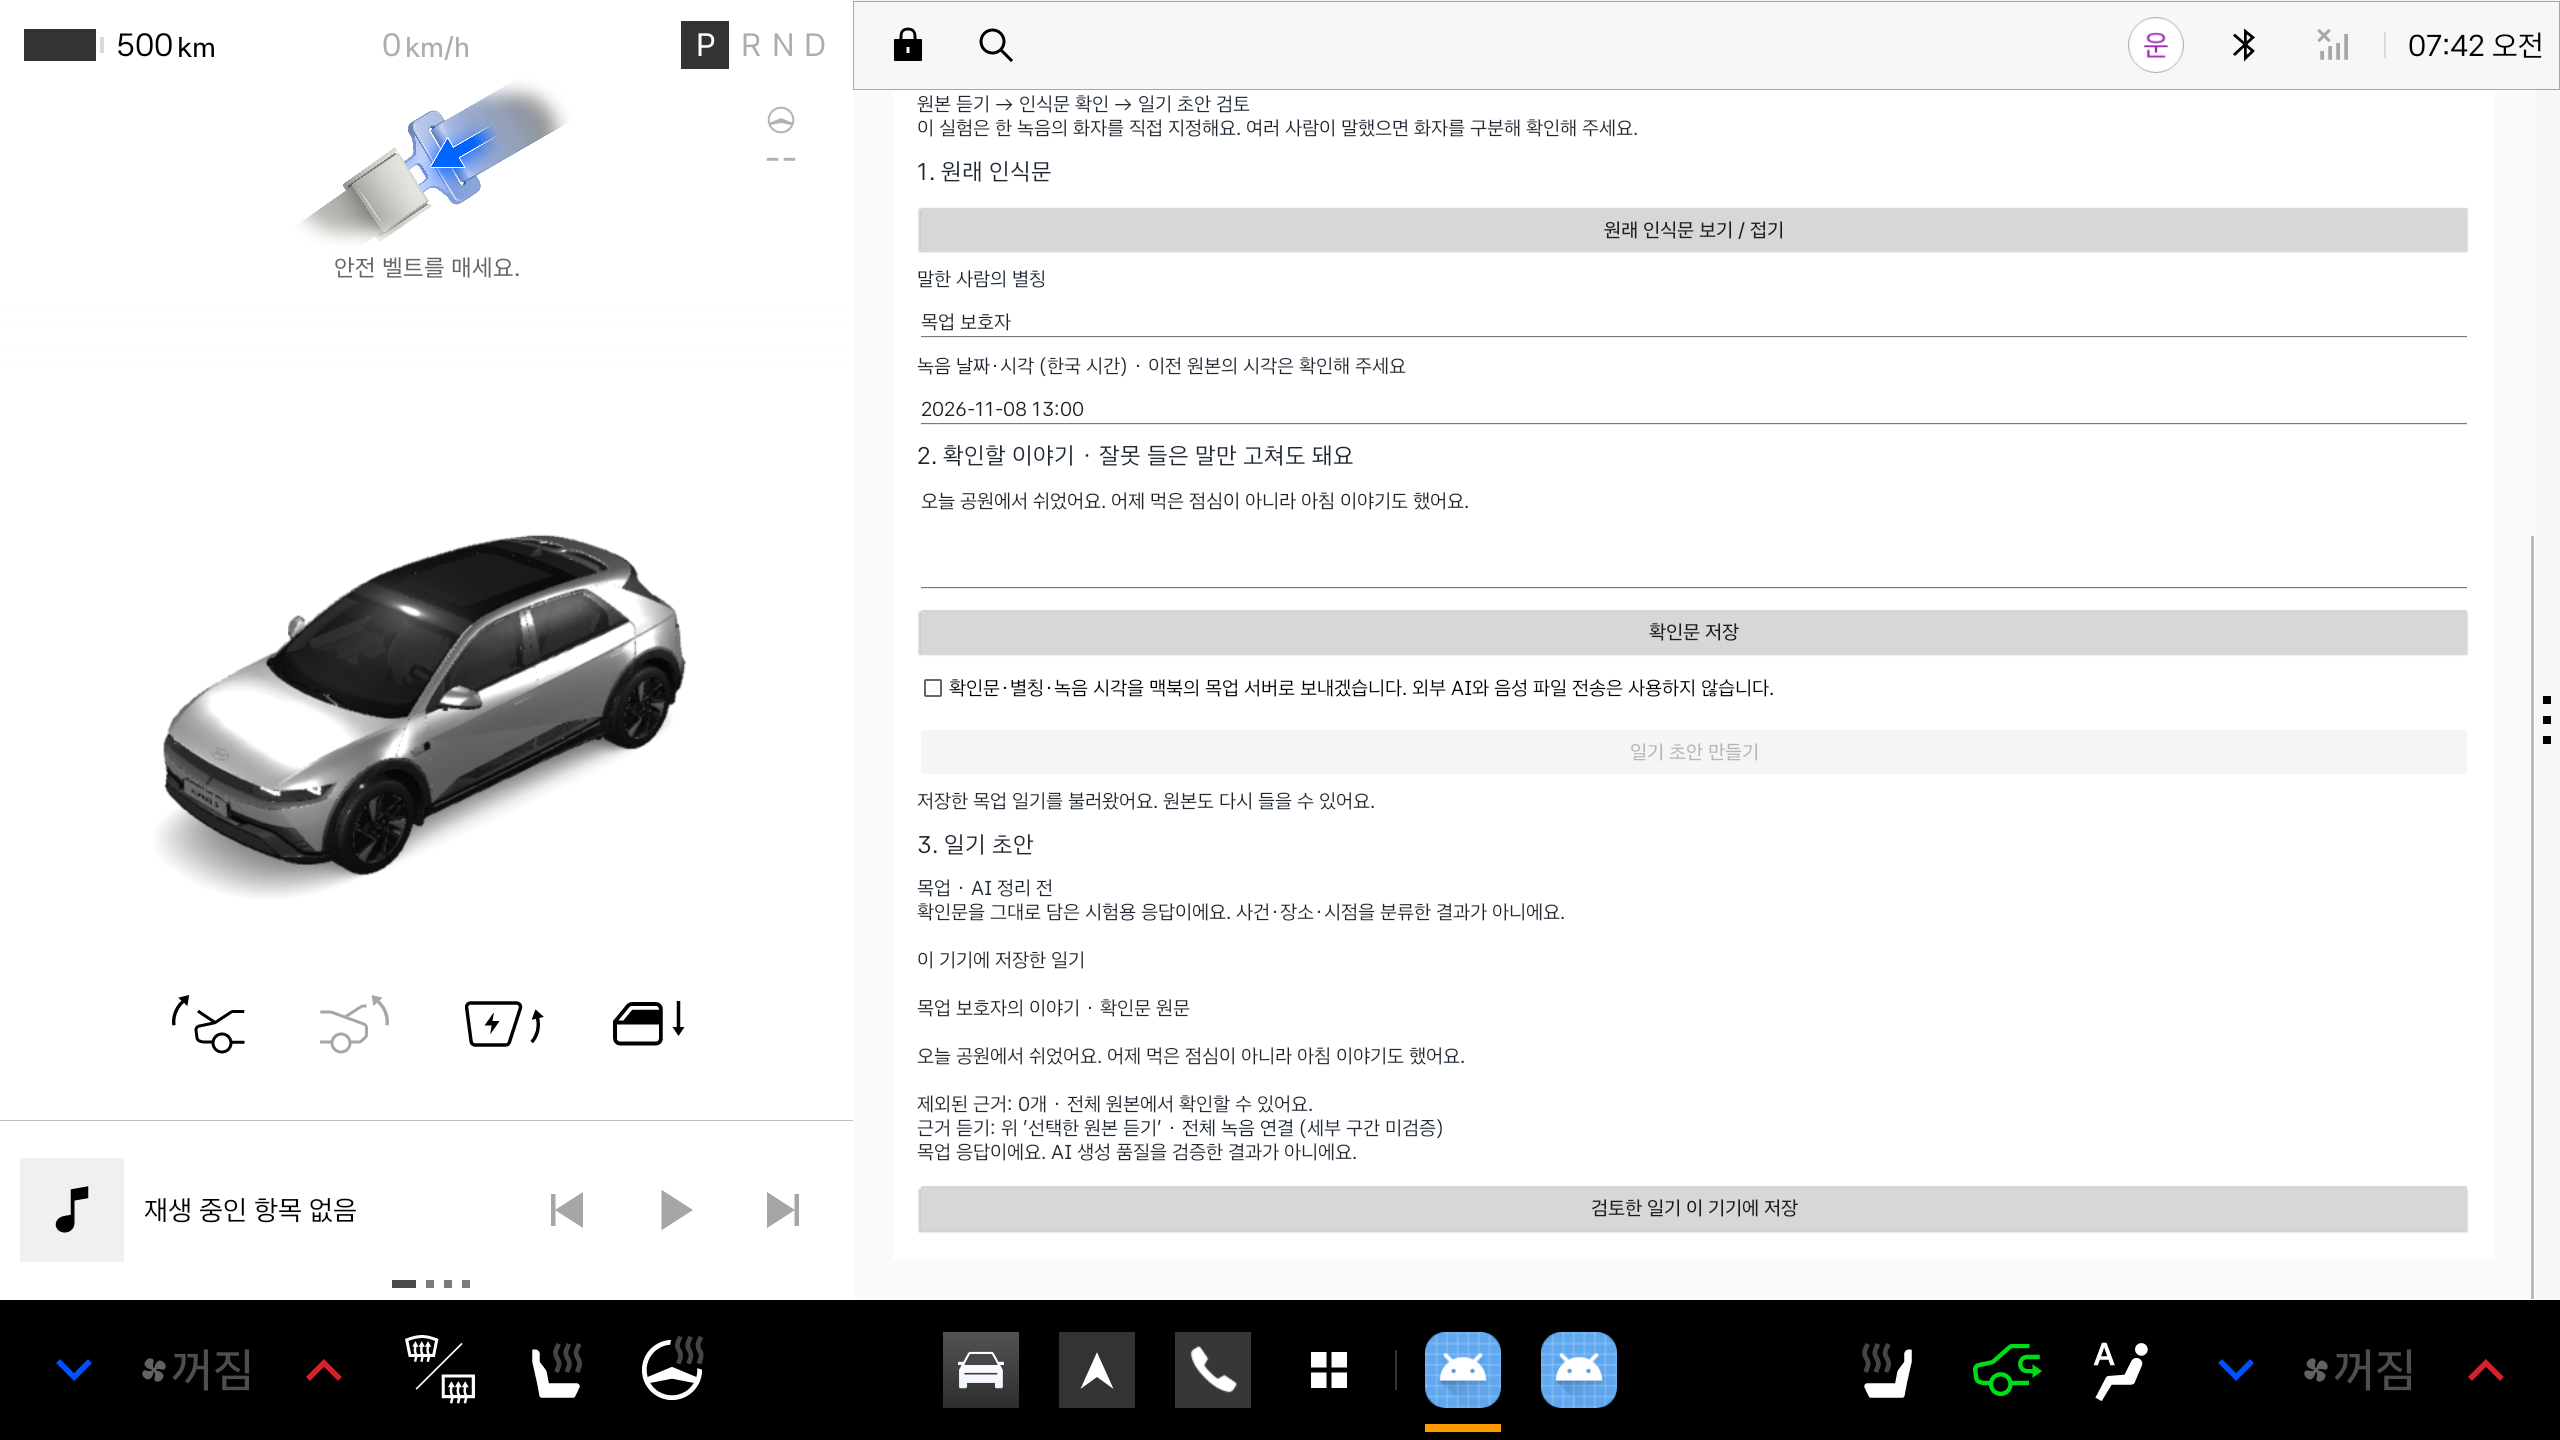 500 km
0 km/h
P R N D
운
07:42 오전
안전 벨트를 매세요.
재생 중인 항목 없음
원본 듣기 → 인식문 확인 → 일기 초안 검토
이 실험은 한 녹음의 화자를 직접 지정해요. 여러 사람이 말했으면 화자를 구분해 확인해 주세요.
1. 원래 인식문
원래 인식문 보기 / 접기
말한 사람의 별칭
목업 보호자
녹음 날짜·시각 (한국 시간) · 이전 원본의 시각은 확인해 주세요
2026-11-08 13:00
2. 확인할 이야기 · 잘못 들은 말만 고쳐도 돼요
오늘 공원에서 쉬었어요. 어제 먹은 점심이 아니라 아침 이야기도 했어요.
확인문 저장
확인문·별칭·녹음 시각을 맥북의 목업 서버로 보내겠습니다. 외부 AI와 음성 파일 전송은 사용하지 않습니다.
일기 초안 만들기
저장한 목업 일기를 불러왔어요. 원본도 다시 들을 수 있어요.
3. 일기 초안
목업 · AI 정리 전
확인문을 그대로 담은 시험용 응답이에요. 사건·장소·시점을 분류한 결과가 아니에요.
이 기기에 저장한 일기
목업 보호자의 이야기 · 확인문 원문
오늘 공원에서 쉬었어요. 어제 먹은 점심이 아니라 아침 이야기도 했어요.
제외된 근거: 0개 · 전체 원본에서 확인할 수 있어요.
근거 듣기: 위 '선택한 원본 듣기' · 전체 녹음 연결 (세부 구간 미검증)
목업 응답이에요. AI 생성 품질을 검증한 결과가 아니에요.
검토한 일기 이 기기에 저장
꺼짐
A
꺼짐